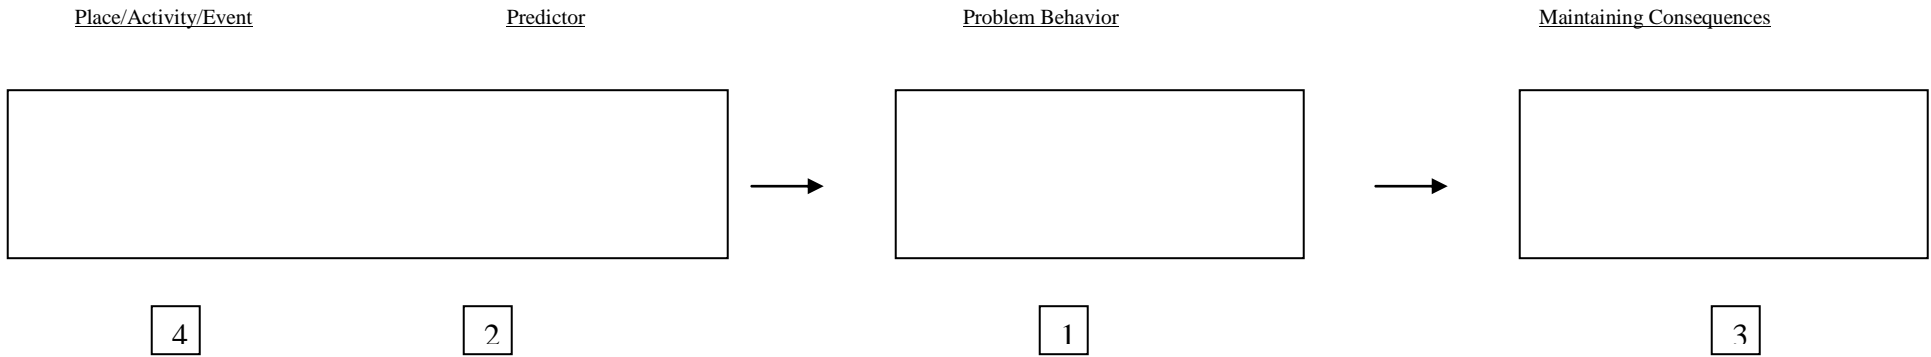 Place/Activity/Event Predictor Problem Behavior Maintaining Consequences
4 2 1 3